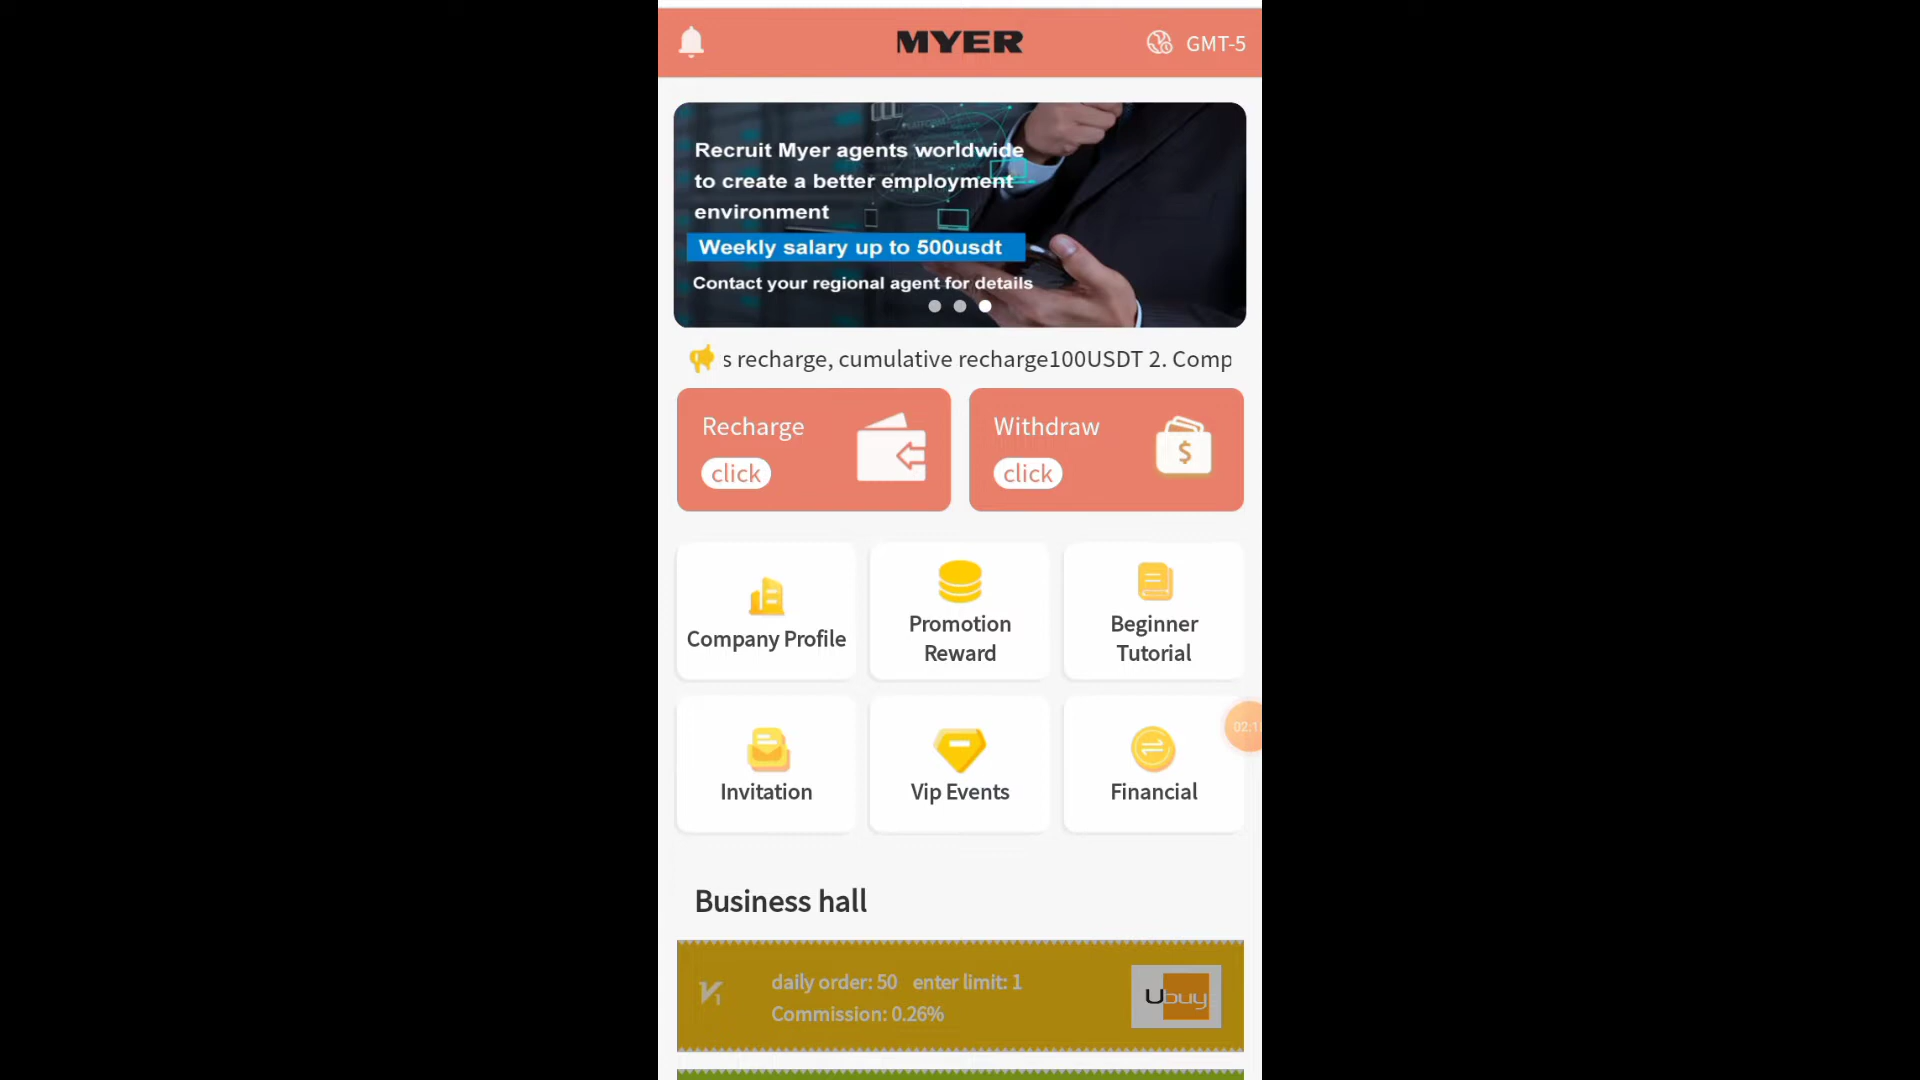 MYER
GMT-5
Recruit Myer agents worldwide
to create a better employment
environment
Weekly salary up to 500usdt
Contact your regional agent for details
s recharge, cumulative recharge100USDT 2. Comp
Recharge
click
Withdraw
click
Company Profile
Promotion
Reward
Beginner
Tutorial
Invitation
Vip Events
Financial
Business hall
V1
daily order: 50 enter limit: 1
Commission: 0.26%
Ubuy